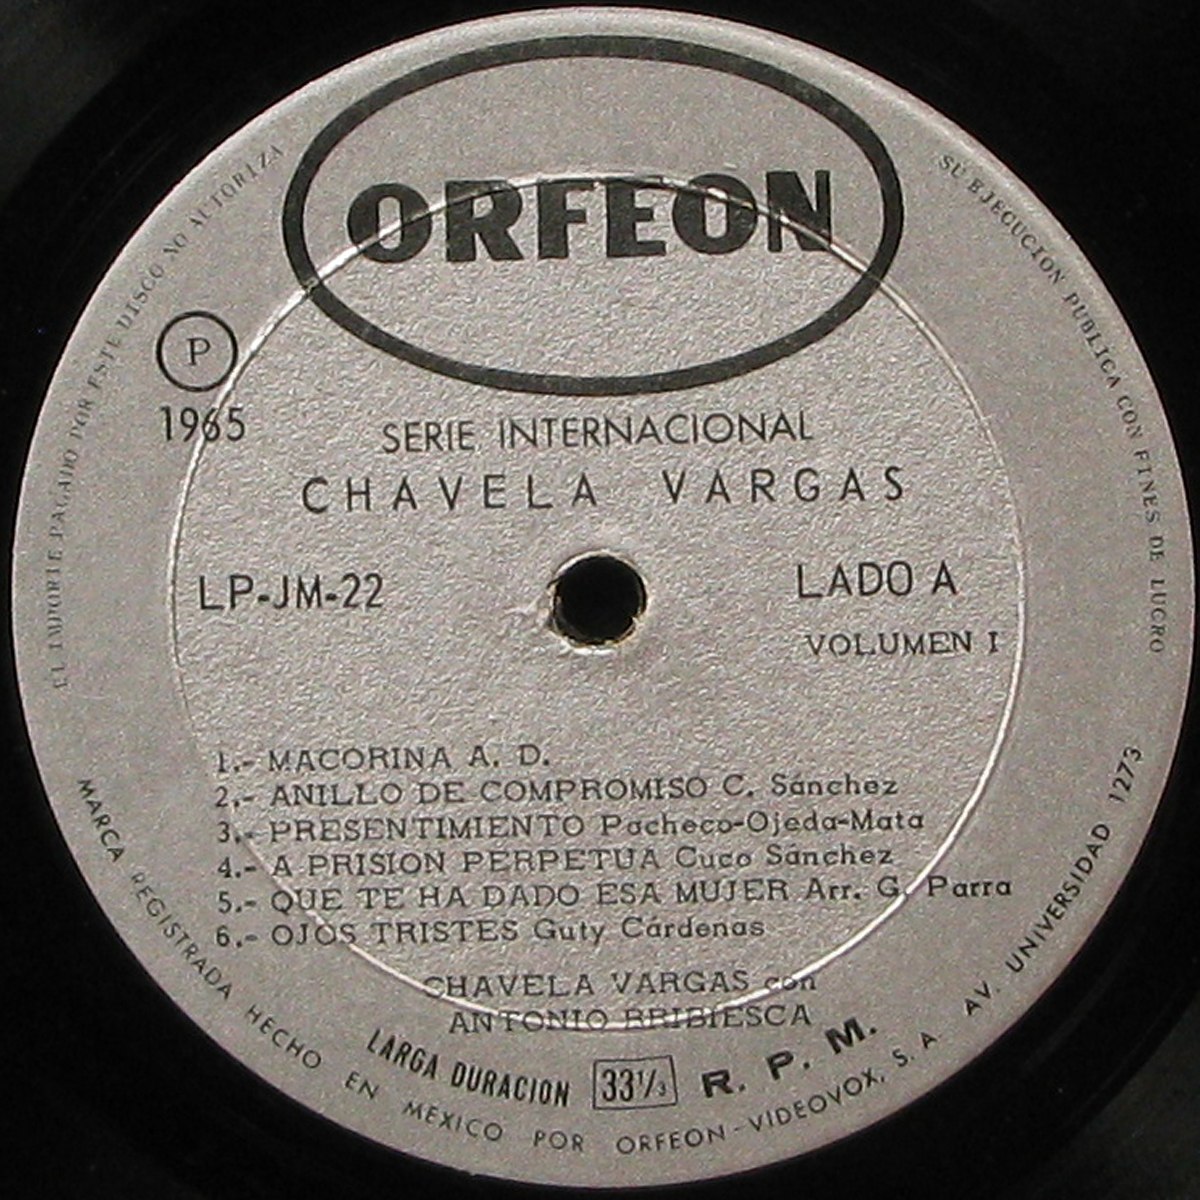 ORFEON
EL IMPORTE PAGADO POR ESTE DISCO NO AUTORIZA
SU EJECUCION PUBLICA CON FINES DE LUCRO
P
1965
SERIE INTERNACIONAL
CHAVELA VARGAS
LP-JM-22
LADO A
VOLUMEN I
1.- MACORINA A. D.
2.- ANILLO DE COMPROMISO C. Sánchez
3.- PRESENTIMIENTO Pacheco-Ojeda-Mata
4.- A PRISION PERPETUA Cuco Sánchez
5.- QUE TE HA DADO ESA MUJER Arr. G. Parra
6.- OJOS TRISTES Guty Cárdenas
CHAVELA VARGAS con
ANTONIO BRIBIESCA
LARGA DURACION 33 1/3 R. P. M.
MARCA REGISTRADA HECHO EN MEXICO POR ORFEON-VIDEOVOX, S. A. AV. UNIVERSIDAD 1273